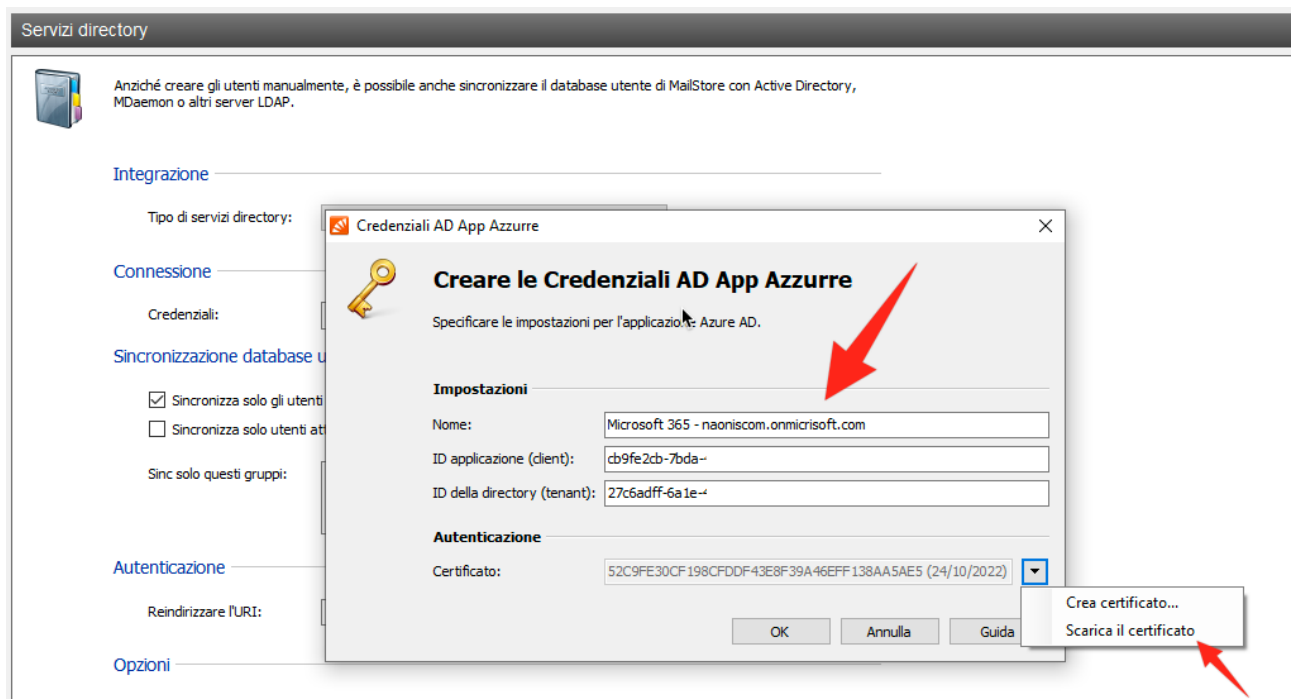 Servizi directory
Anziché creare gli utenti manualmente, è possibile anche sincronizzare il database utente di MailStore con Active Directory,
MDaemon o altri server LDAP.
Integrazione
Tipo di servizi directory:
Credenziali AD App Azzurre
Connessione
Creare le Credenziali AD App Azzurre
Credenziali:
Specificare le impostazioni per l'applicazione Azure AD.
Sincronizzazione database u
Impostazioni
Sincronizza solo gli utenti
Nome: Microsoft 365 - naoniscom.onmicrisoft.com
Sincronizza solo utenti att
ID applicazione (client): cb9fe2cb-7bda-
Sinc solo questi gruppi:
ID della directory (tenant): 27c6adff-6a1e-
Autenticazione
Autenticazione
Certificato: 52C9FE30CF198CFDDF43E8F39A46EFF138AA5AE5 (24/10/2022)
Reindirizzare l'URI:
Crea certificato...
OK Annulla Guida
Scarica il certificato
Opzioni